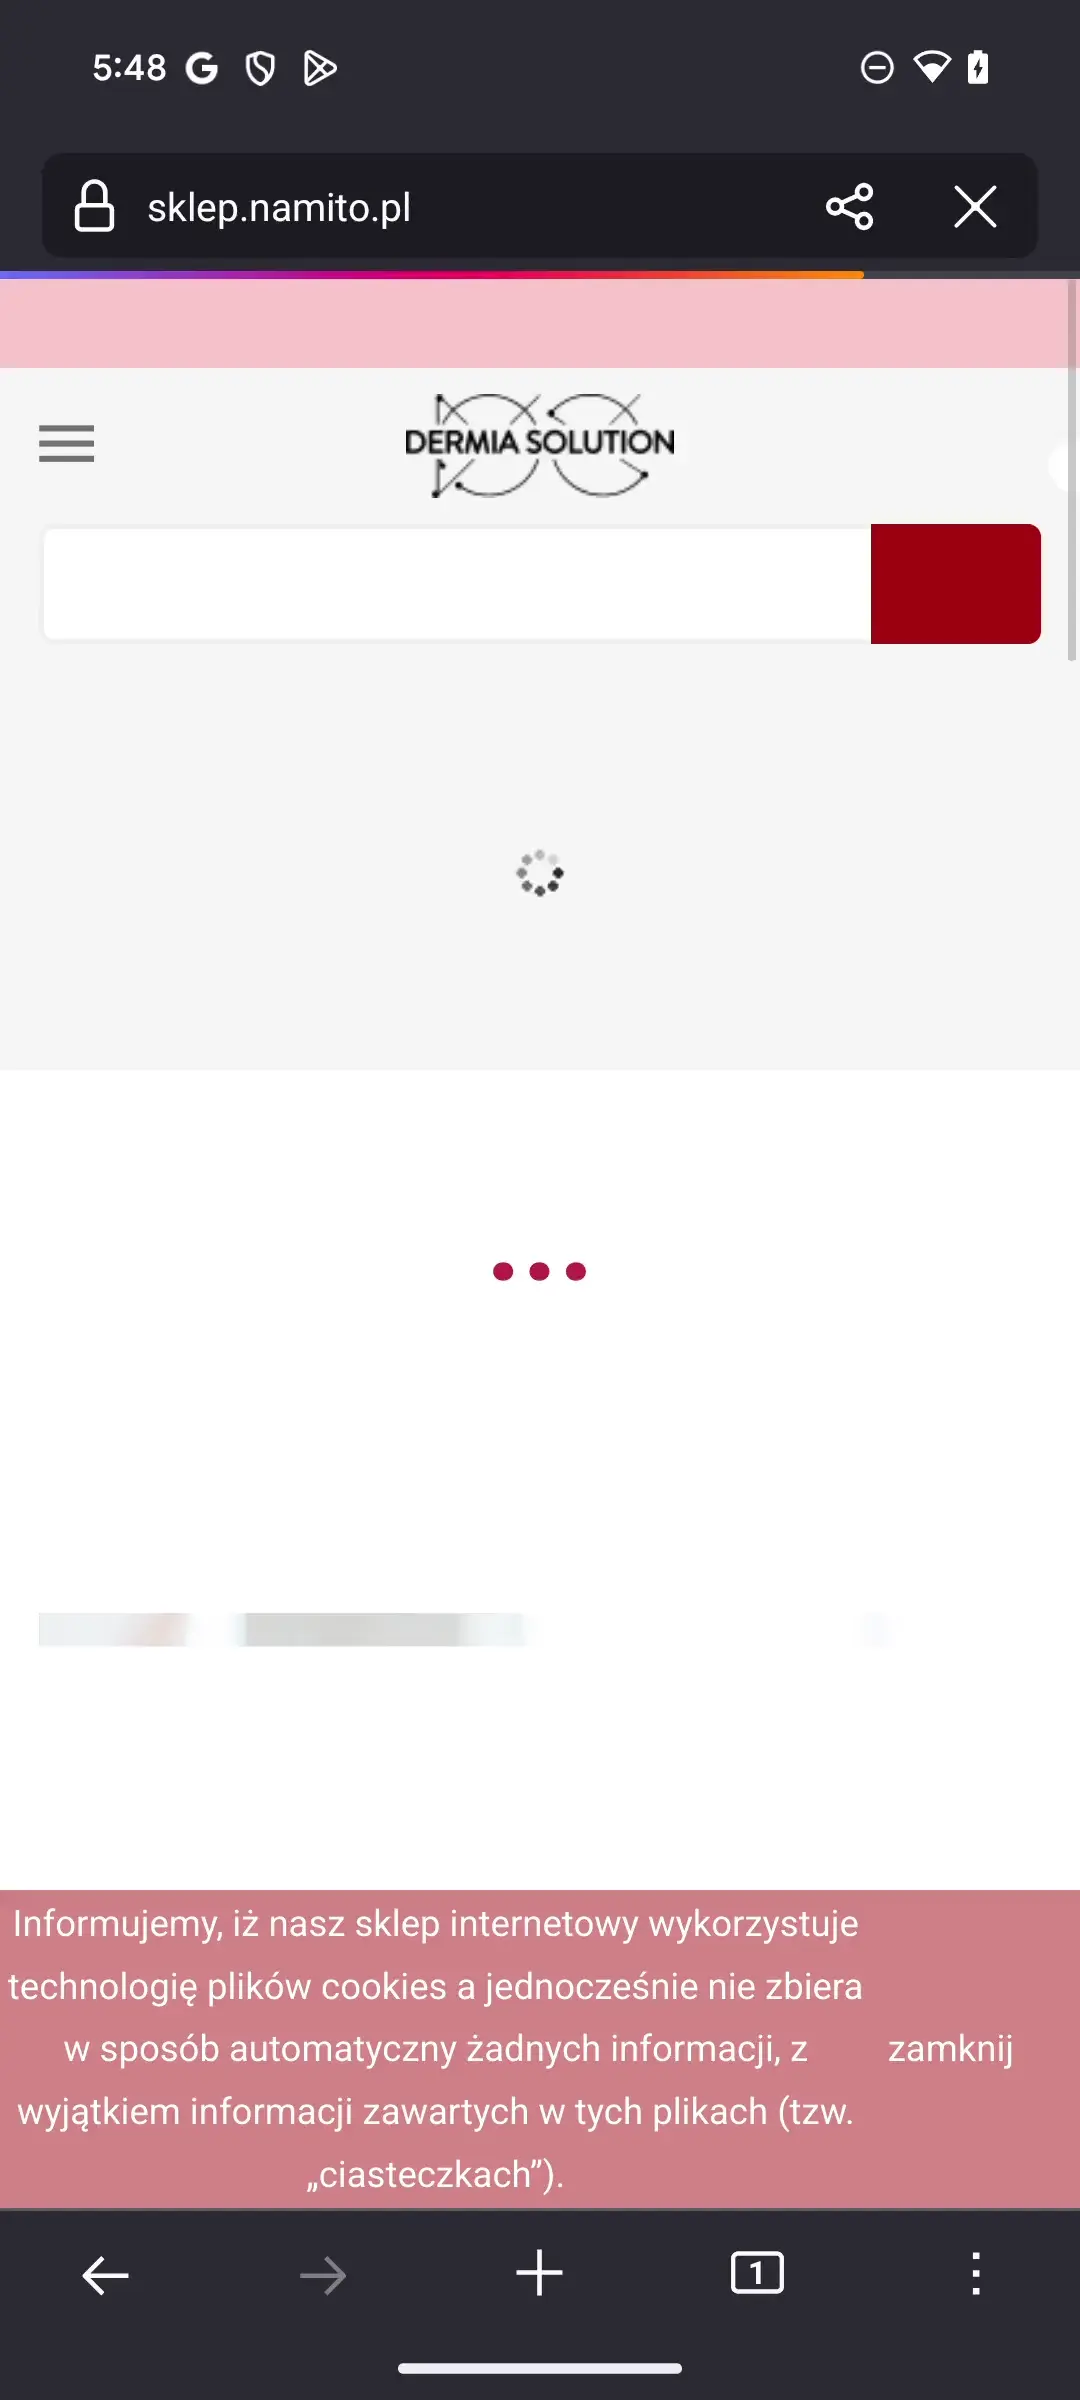 5:48
sklep.namito.pl
DERMIA SOLUTION
Informujemy, iż nasz sklep internetowy wykorzystuje
technologię plików cookies a jednocześnie nie zbiera
w sposób automatyczny żadnych informacji, z
wyjątkiem informacji zawartych w tych plikach (tzw.
„ciasteczkach”).
zamknij
1